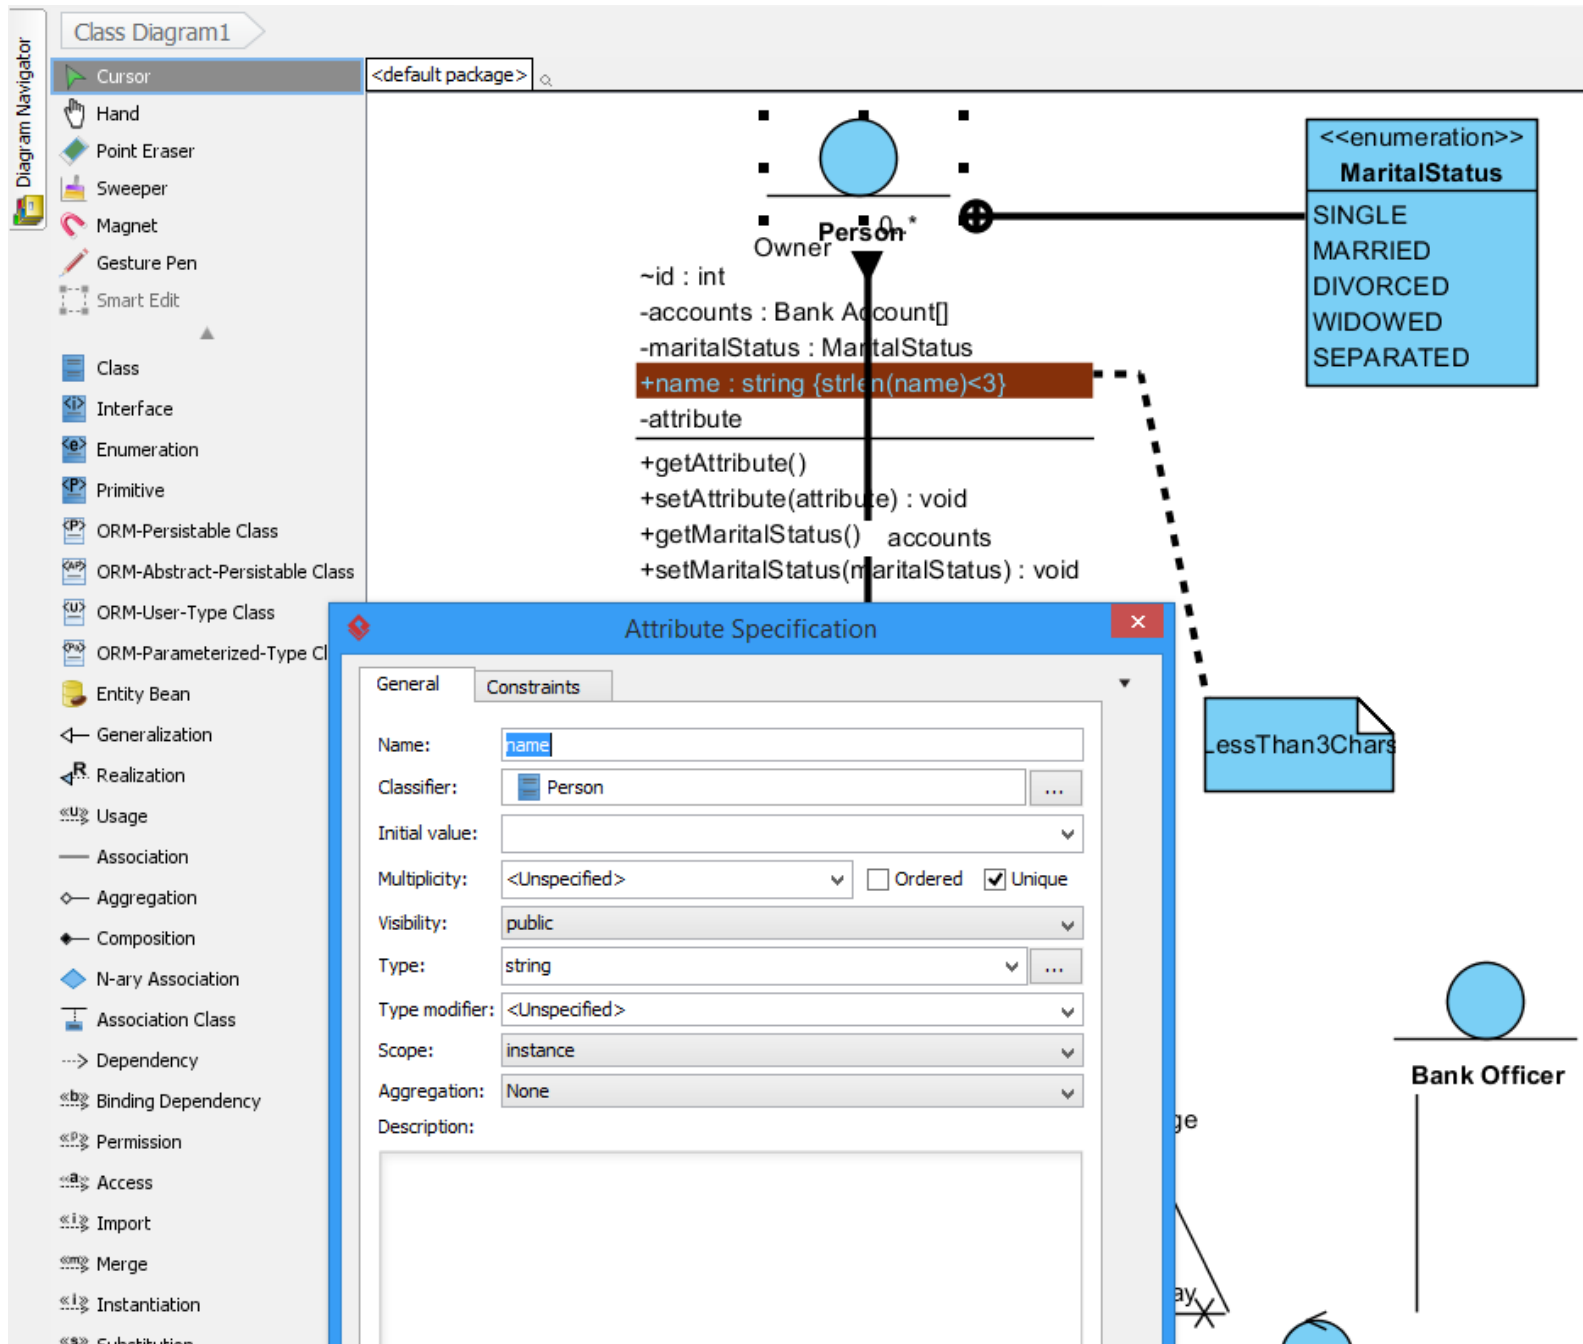 Class Diagram1
Diagram Navigator
Cursor
Hand
Point Eraser
Sweeper
Magnet
Gesture Pen
Smart Edit
Class
Interface
Enumeration
Primitive
ORM-Persistable Class
ORM-Abstract-Persistable Class
ORM-User-Type Class
ORM-Parameterized-Type Cl
Entity Bean
Generalization
Realization
Usage
Association
Aggregation
Composition
N-ary Association
Association Class
Dependency
Binding Dependency
Permission
Access
Import
Merge
Instantiation
Substitution
<default package>
Person
0..*
Owner
~id : int
-accounts : Bank Account[]
-maritalStatus : MaritalStatus
+name : string {strlen(name)<3}
-attribute
+getAttribute()
+setAttribute(attribute) : void
+getMaritalStatus()
accounts
+setMaritalStatus(maritalStatus) : void
<<enumeration>>
MaritalStatus
SINGLE
MARRIED
DIVORCED
WIDOWED
SEPARATED
LessThan3Chars
Attribute Specification
General
Constraints
Name:
name
Classifier:
Person
...
Initial value:
Multiplicity:
<Unspecified>
Ordered
Unique
Visibility:
public
Type:
string
...
Type modifier:
<Unspecified>
Scope:
instance
Aggregation:
None
Description:
Bank Officer
ge
ay